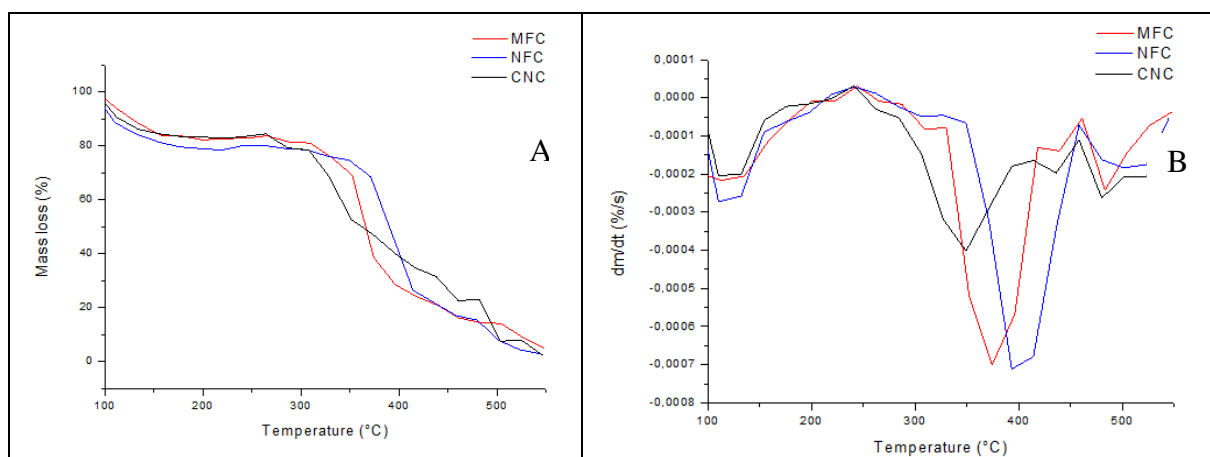 MFC
NFC
CNC
A
Mass loss (%)
100
80
60
40
20
0
100
200
300
400
500
Temperature (°C)
MFC
NFC
CNC
B
dm/dt (%/s)
0,0001
0,0000
-0,0001
-0,0002
-0,0003
-0,0004
-0,0005
-0,0006
-0,0007
-0,0008
100
200
300
400
500
Temperature (°C)